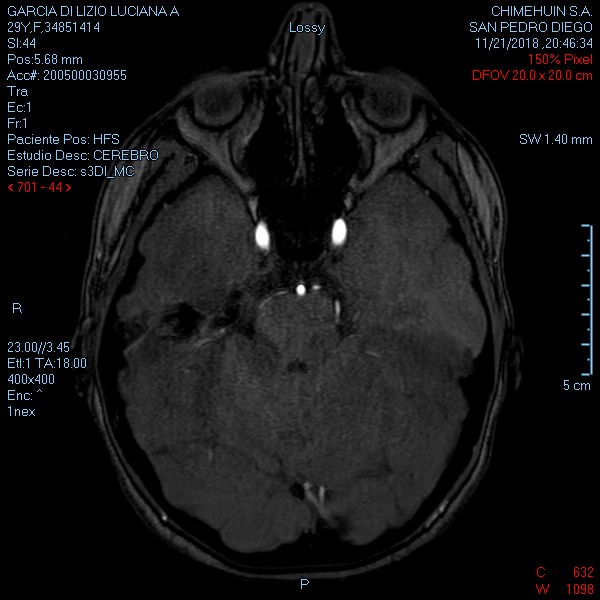 GARCIA DI LIZIO LUCIANA A
29Y,F,34851414
Sl:44
Pos:5.68 mm
Acc#: 200500030955
Tra
Ec:1
Fr:1
Paciente Pos: HFS
Estudio Desc: CEREBRO
Serie Desc: s3DI_MC
< 701 - 44 >
Lossy
CHIMEHUIN S.A.
SAN PEDRO DIEGO
11/21/2018 ,20:46:34
150% Pixel
DFOV 20.0 x 20.0 cm
SW 1.40 mm
R
23.00//3.45
Etl:1 TA:18.00
400x400
Enc: ^
1nex
5 cm
P
C 632
W 1098